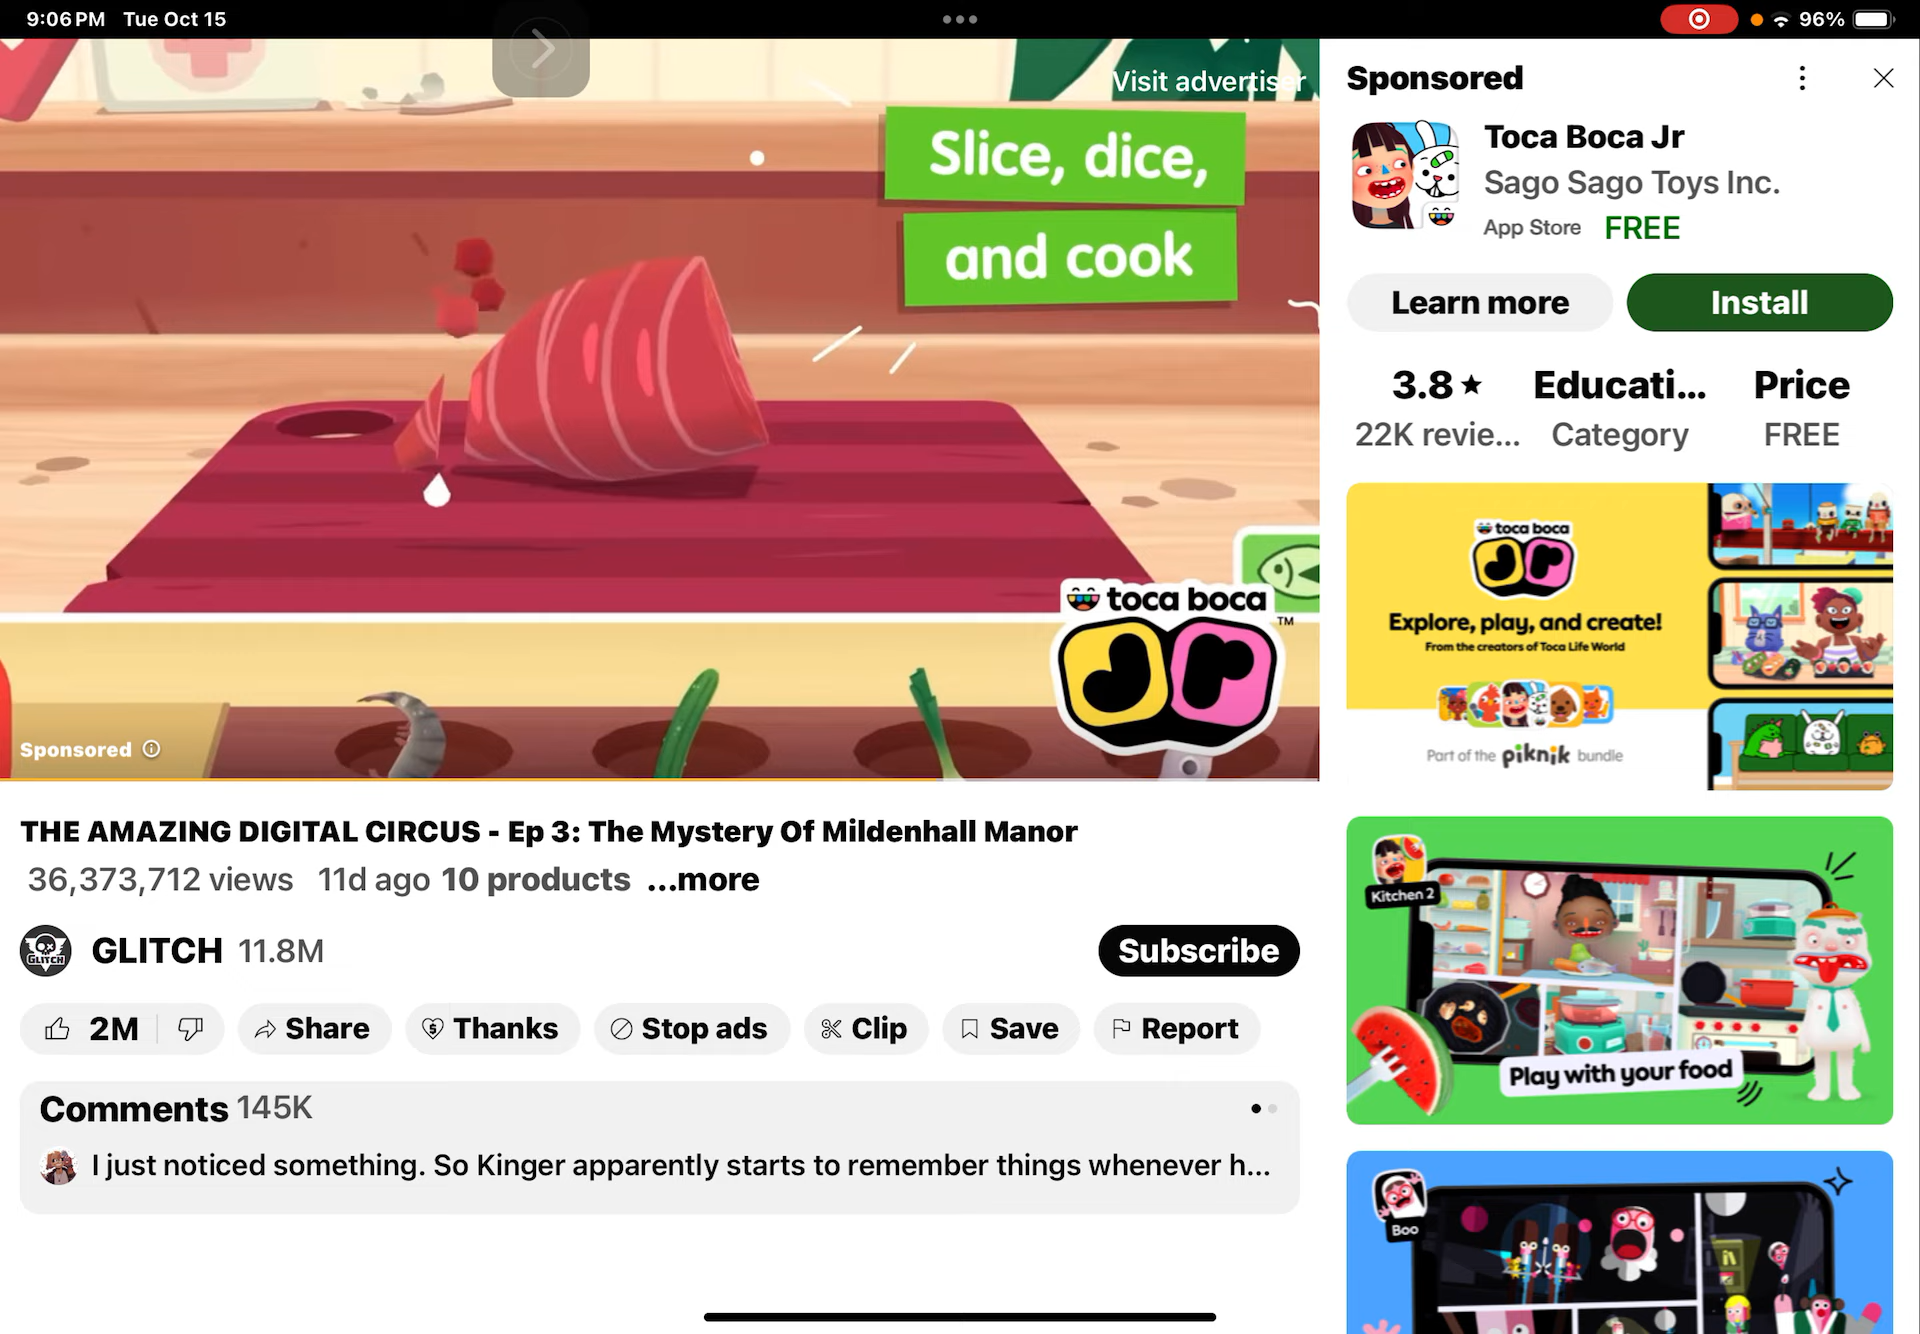 9:06 PM Tue Oct 15
96%
Visit advertiser
Slice, dice,
and cook
toca boca
Jr
TM
Sponsored
THE AMAZING DIGITAL CIRCUS - Ep 3: The Mystery Of Mildenhall Manor
36,373,712 views 11d ago 10 products ...more
GLITCH
GLITCH 11.8M
Subscribe
2M
Share
Thanks
Stop ads
Clip
Save
Report
Comments 145K
I just noticed something. So Kinger apparently starts to remember things whenever h...
Sponsored
Toca Boca Jr
Sago Sago Toys Inc.
App Store FREE
Learn more
Install
3.8★ Educati... Price
22K revie... Category FREE
toca boca
Jr
Explore, play, and create!
From the creators of Toca Life World
Part of the piknik bundle
Kitchen 2
Play with your food
Boo